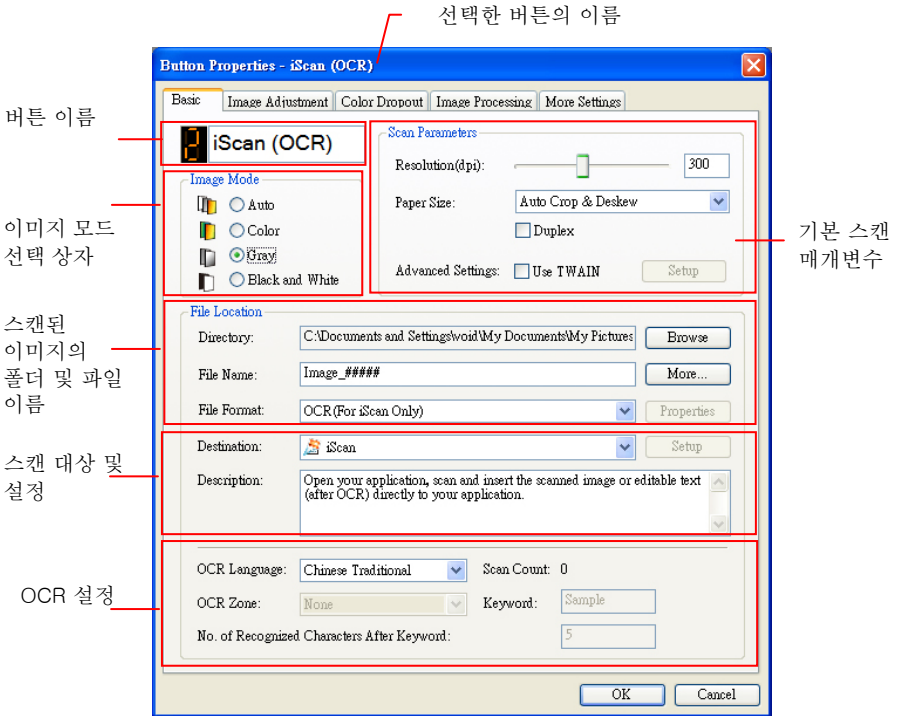 선택한 버튼의 이름
Button Properties - iScan (OCR)
Basic Image Adjustment Color Dropout Image Processing More Settings
버튼 이름
2 iScan (OCR)
Image Mode
Auto
Color
Gray
Black and White
이미지 모드
선택 상자
Scan Parameters
Resolution(dpi): 300
Paper Size: Auto Crop & Deskew
Duplex
Advanced Settings: Use TWAIN Setup
기본 스캔
매개변수
스캔된
이미지의
폴더 및 파일
이름
File Location
Directory: C:\Documents and Settings\void\My Documents\My Pictures Browse
File Name: Image_##### More...
File Format: OCR(For iScan Only) Properties
스캔 대상 및
설정
Destination: iScan Setup
Description: Open your application, scan and insert the scanned image or editable text
(after OCR) directly to your application.
OCR 설정
OCR Language: Chinese Traditional Scan Count: 0
OCR Zone: None Keyword: Sample
No. of Recognized Characters After Keyword: 5
OK Cancel